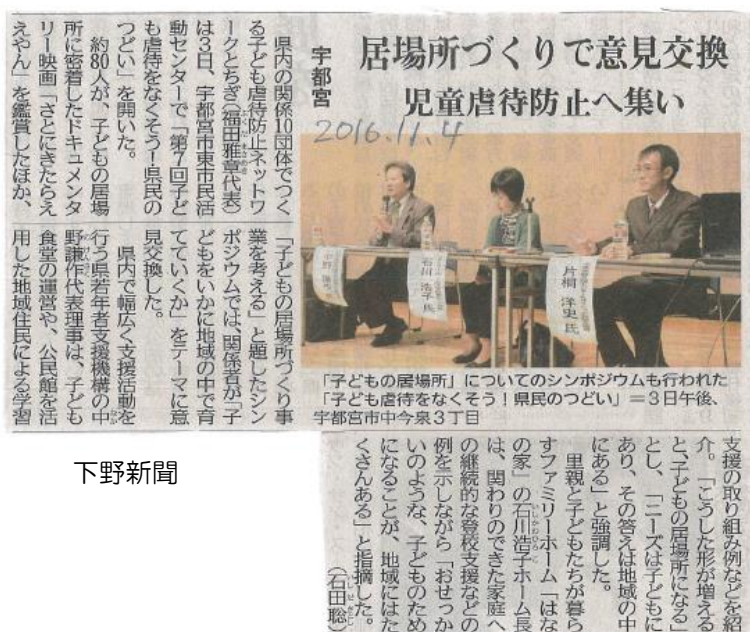 居場所づくりで意見交換
児童虐待防止へ集い
宇都宮
2016.11.4
県内の関係10団体でつく
る子ども虐待防止ネットワ
ークとちぎ(福田雅章代表)
は3日、宇都宮市東市民活
動センターで「第7回子ど
も虐待をなくそう!県民の
つどい」を開いた。
約80人が、子どもの居場
所に密着したドキュメンタ
リー映画「さとにきたらえ
えやん」を鑑賞したほか、
「子どもの居場所づくり事
業を考える」と題したシン
ポジウムでは、関係者が「子
どもをいかに地域の中で育
てていくか」をテーマに意
見交換した。
県内で幅広く支援活動を
行う県若年者支援機構の中
野謙作代表理事は、子ども
食堂の運営や、公民館を活
用した地域住民による学習
石川 浩子 氏
片桐 洋史 氏
「子どもの居場所」についてのシンポジウムも行われた
「子ども虐待をなくそう!県民のつどい」=3日午後、
宇都宮市中今泉3丁目
支援の取り組み例などを紹
介。「こうした形が増える
と、子どもの居場所になる」
とし、「ニーズは子どもに
あり、その答えは地域の中
にある」と強調した。
里親と子どもたちが暮ら
すファミリーホーム「はな
の家」の石川浩子ホーム長
は、関わりのできた家庭へ
の継続的な登校支援などの
例を示しながら「おせっか
いのような、子どものため
になることが、地域にはた
くさんある」と指摘した。
(石田聡)
下野新聞